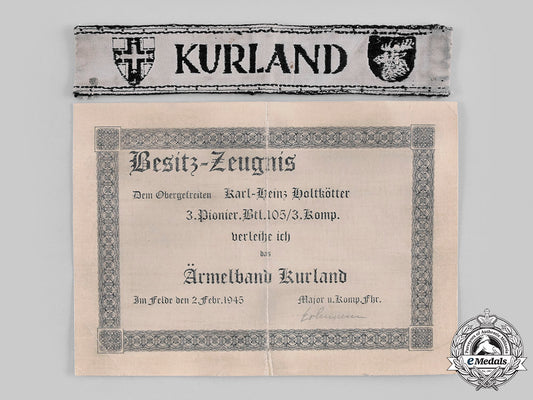 KURLAND
Besitz-Zeugnis
Dem Obergefreiten Karl-Heinz Holtkötter
3.Pionier.Btl.105/3.Komp.
verleihe ich
das
Ärmelband Kurland
Im Felde den 2.Febr.1945 Major u.Komp.Fhr.
eMedals